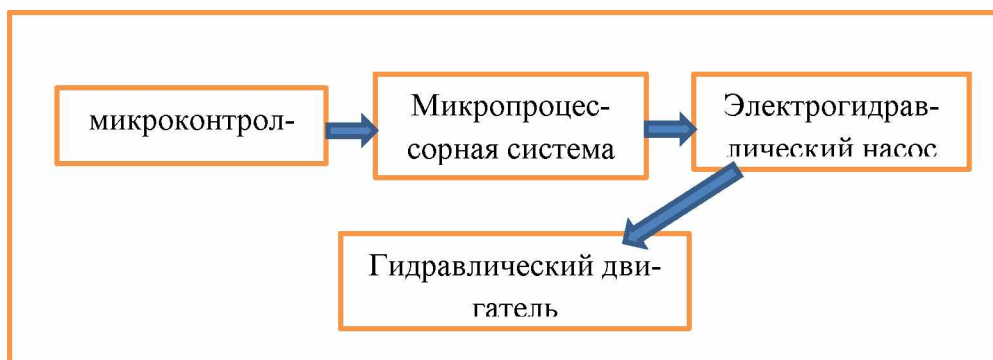 микроконтрол-
Микропроцес-
сорная система
Электрогидрав-
лический насос
Гидравлический дви-
гатель